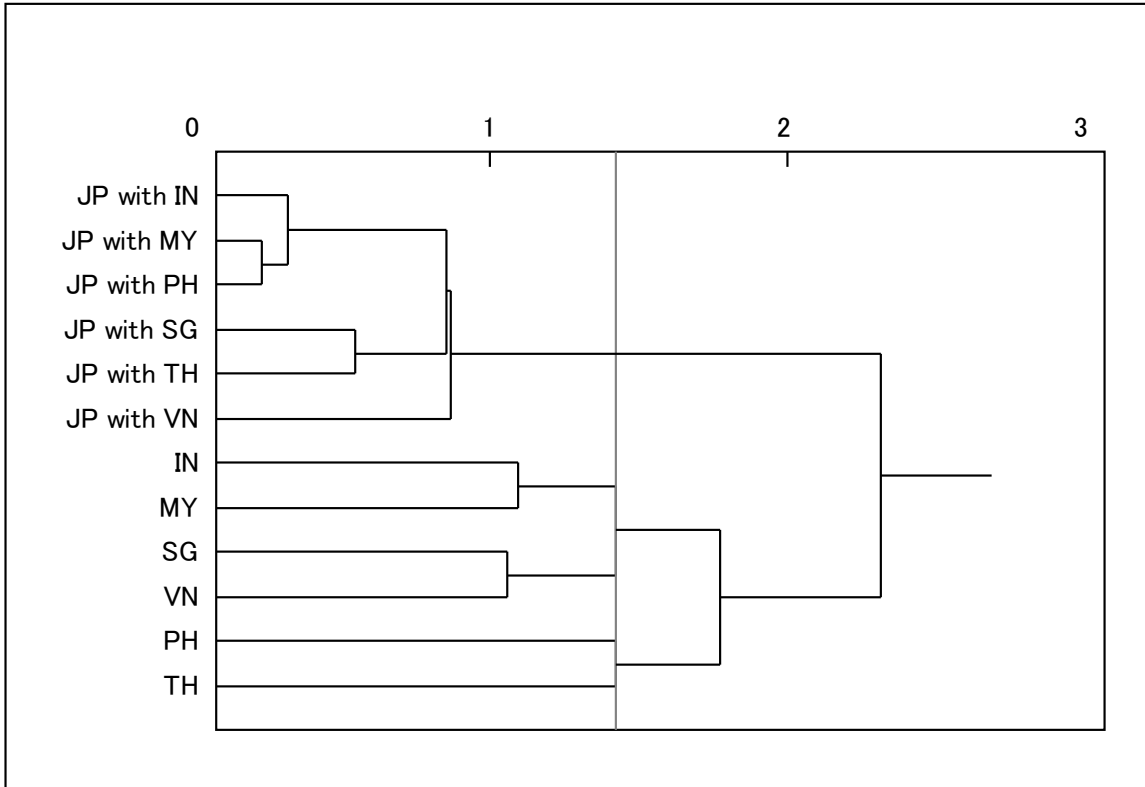 0 1 2 3
JP with IN
JP with MY
JP with PH
JP with SG
JP with TH
JP with VN
IN
MY
SG
VN
PH
TH